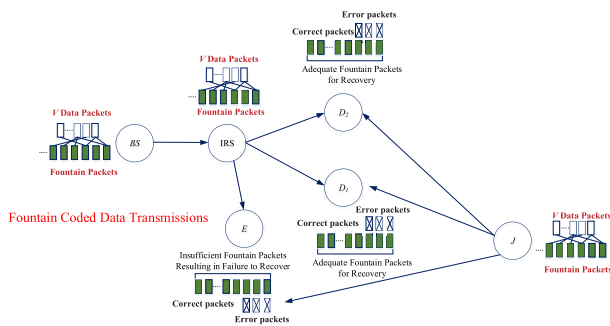 Error packets
Correct packets
Adequate Fountain Packets
for Recovery
V Data Packets
Fountain Packets
V Data Packets
Fountain Packets
BS
IRS
D2
D1
E
J
Fountain Coded Data Transmissions
Error packets
Correct packets
Adequate Fountain Packets
for Recovery
V Data Packets
Fountain Packets
Insufficient Fountain Packets
Resulting in Failure to Recover
Correct packets
Error packets